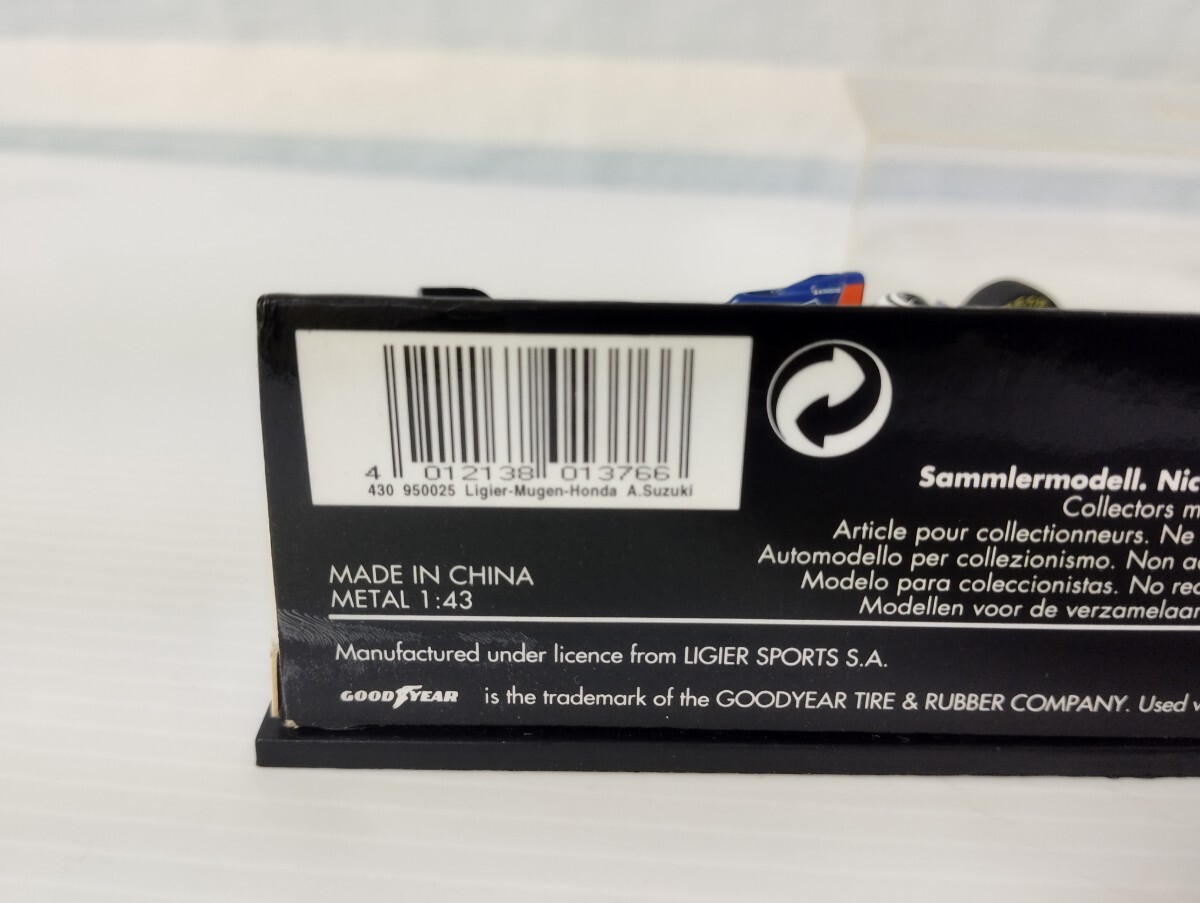 4 012138 013766
430 950025 Ligier-Mugen-Honda A.Suzuki
Sammlermodell. Nic
Collectors m
Article pour collectionneurs. Ne
Automodello per collezionismo. Non ad
Modelo para coleccionistas. No rec
Modellen voor de verzamelaar
MADE IN CHINA
METAL 1:43
Manufactured under licence from LIGIER SPORTS S.A.
GOODYEAR is the trademark of the GOODYEAR TIRE & RUBBER COMPANY. Used